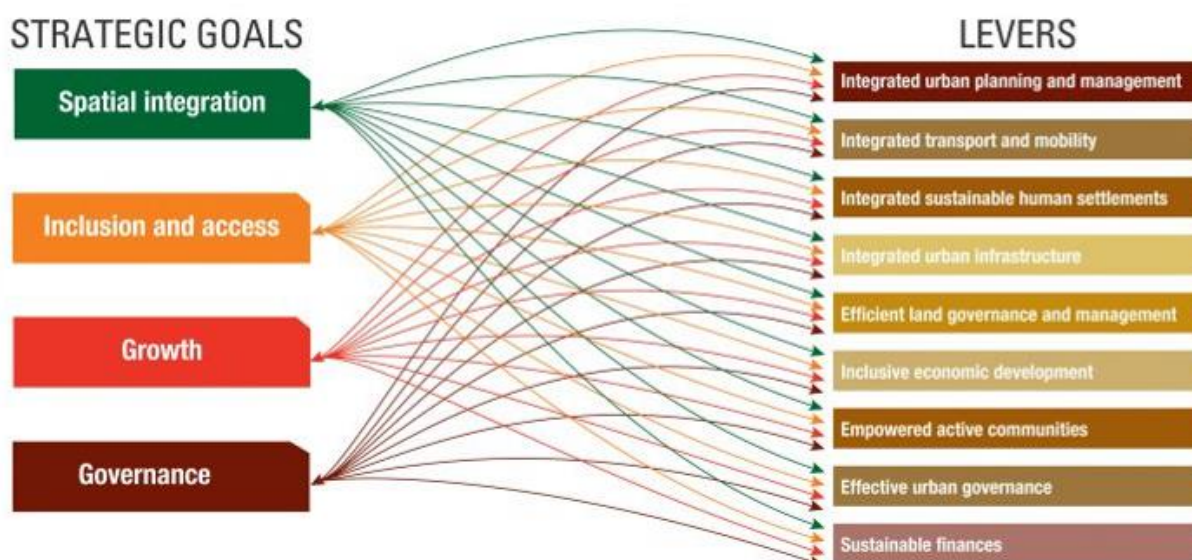 STRATEGIC GOALS
Spatial integration
Inclusion and access
Growth
Governance
LEVERS
Integrated urban planning and management
Integrated transport and mobility
Integrated sustainable human settlements
Integrated urban infrastructure
Efficient land governance and management
Inclusive economic development
Empowered active communities
Effective urban governance
Sustainable finances